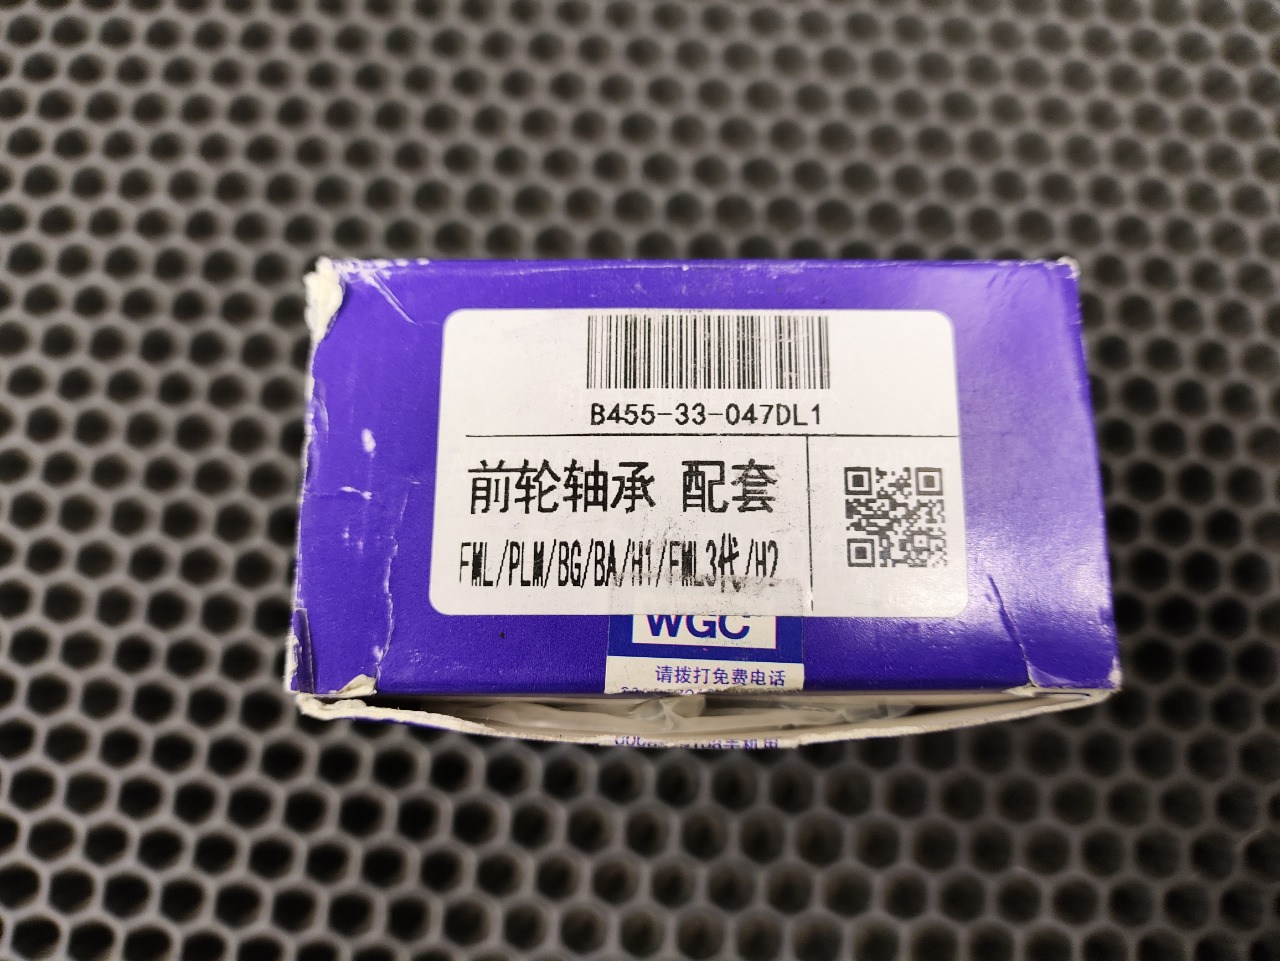 B455-33-047DL1
前轮轴承 配套
FML/PLM/BG/BA/H1/FML3代/H2
WGC
请拨打免费电话